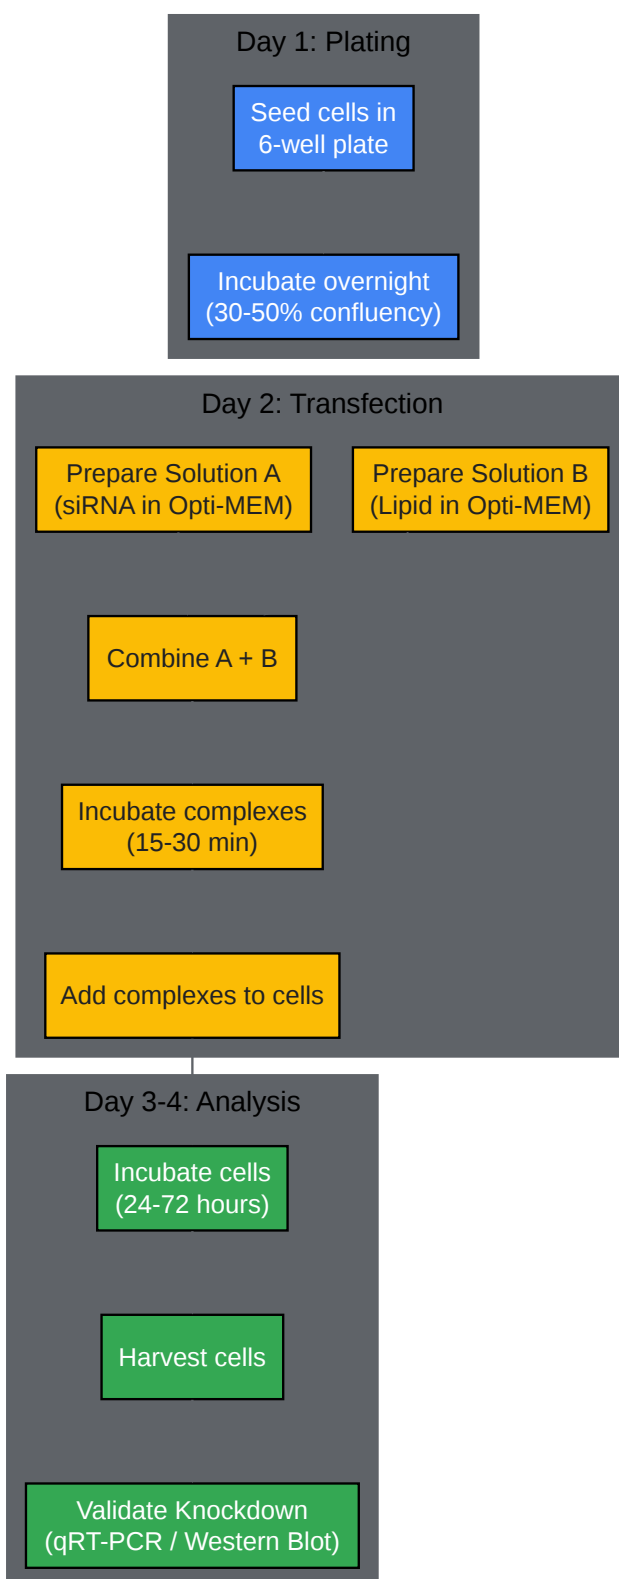 Day 1: Plating
Seed cells in
6-well plate
Incubate overnight
(30-50% confluency)
Day 2: Transfection
Prepare Solution A
(siRNA in Opti-MEM)
Prepare Solution B
(Lipid in Opti-MEM)
Combine A + B
Incubate complexes
(15-30 min)
Add complexes to cells
Day 3-4: Analysis
Incubate cells
(24-72 hours)
Harvest cells
Validate Knockdown
(qRT-PCR / Western Blot)